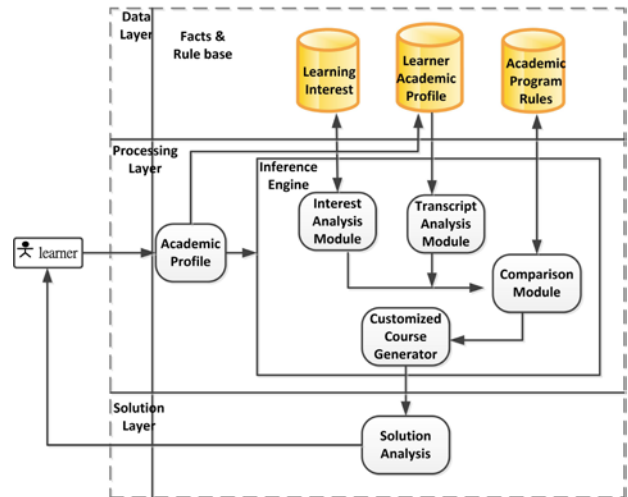 Data
Layer
Facts &
Rule base
Learning
Interest
Learner
Academic
Profile
Academic
Program
Rules
Processing
Layer
Inference
Engine
Interest
Analysis
Module
Transcript
Analysis
Module
Academic
Profile
learner
Comparison
Module
Customized
Course
Generator
Solution
Layer
Solution
Analysis